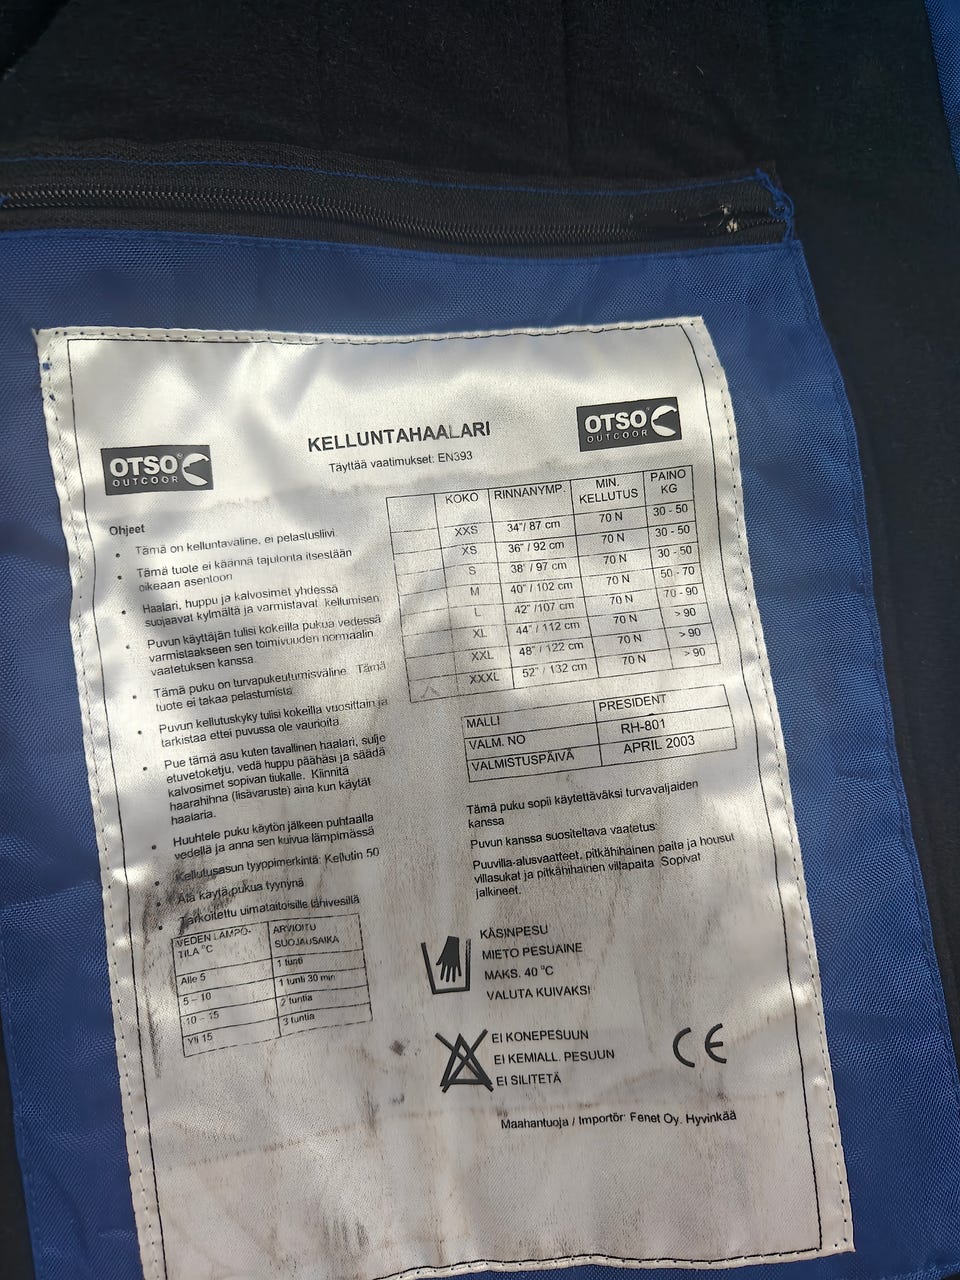 OTSO
OUTCOOR
KELLUNTAHAALARI
Täyttää vaatimukset: EN393
OTSO
OUTCOOR
Ohjeet
• Tämä on kelluntaväline, ei pelastusliivi
• Tämä tuote ei käännä tajutonta itsestään
oikeaan asentoon
• Haalari, huppu ja kalvosimet yhdessä
suojaavat kylmältä ja varmistavat kellumisen
• Puvun käyttäjän tulisi kokeilla pukua vedessä
varmistaakseen sen toimivuuden normaalin
vaatetuksen kanssa
• Tämä puku on turvapukeutumisväline. Tämä
tuote ei takaa pelastumista
• Puvun kellutuskyky tulisi kokeilla vuosittain ja
tarkistaa ettei puvussa ole vaurioita
• Pue tämä asu kuten tavallinen haalari, sulje
etuvetoketju, vedä huppu päähäsi ja säädä
kalvosimet sopivan tiukalle. Kiinnitä
haarahihna (lisävaruste) aina kun käytät
haalaria.
• Huuhtele puku käytön jälkeen puhtaalla
vedellä ja anna sen kuivua lämpimässä
• Kellutusasun tyyppimerkintä: Kellutin 50
• Älä käytä pukua tyynynä
• Tarkoitettu uimataitoisille lähivesillä
VEDEN LÄMPÖ-
TILA °C
ARVIOITU
SUOJAUSAIKA
Alle 5 1 tunti
5 – 10 1 tunti 30 min
10 – 15 2 tuntia
Yli 15 3 tuntia
KOKO RINNANYMP. MIN.
KELLUTUS PAINO
KG
XXS 34"/ 87 cm 70 N 30 - 50
XS 36" / 92 cm 70 N 30 - 50
S 38' / 97 cm 70 N 30 - 50
M 40" / 102 cm 70 N 50 - 70
L 42" /107 cm 70 N 70 - 90
XL 44" / 112 cm 70 N > 90
XXL 48" / 122 cm 70 N > 90
XXXL 52" / 132 cm 70 N > 90
MALLI PRESIDENT
VALM. NO RH-801
VALMISTUSPÄIVÄ APRIL 2003
Tämä puku sopii käytettäväksi turvavaljaiden
kanssa
Puvun kanssa suositeltava vaatetus:
Puuvilla-alusvaatteet, pitkähihainen paita ja housut
villasukat ja pitkähihainen villapaita Sopivat
jalkineet.
KÄSINPESU
MIETO PESUAINE
MAKS. 40 °C
VALUTA KUIVAKSI
EI KONEPESUUN
EI KEMIALL. PESUUN
EI SILITETÄ
CE
Maahantuoja / Importör: Fenet Oy. Hyvinkää